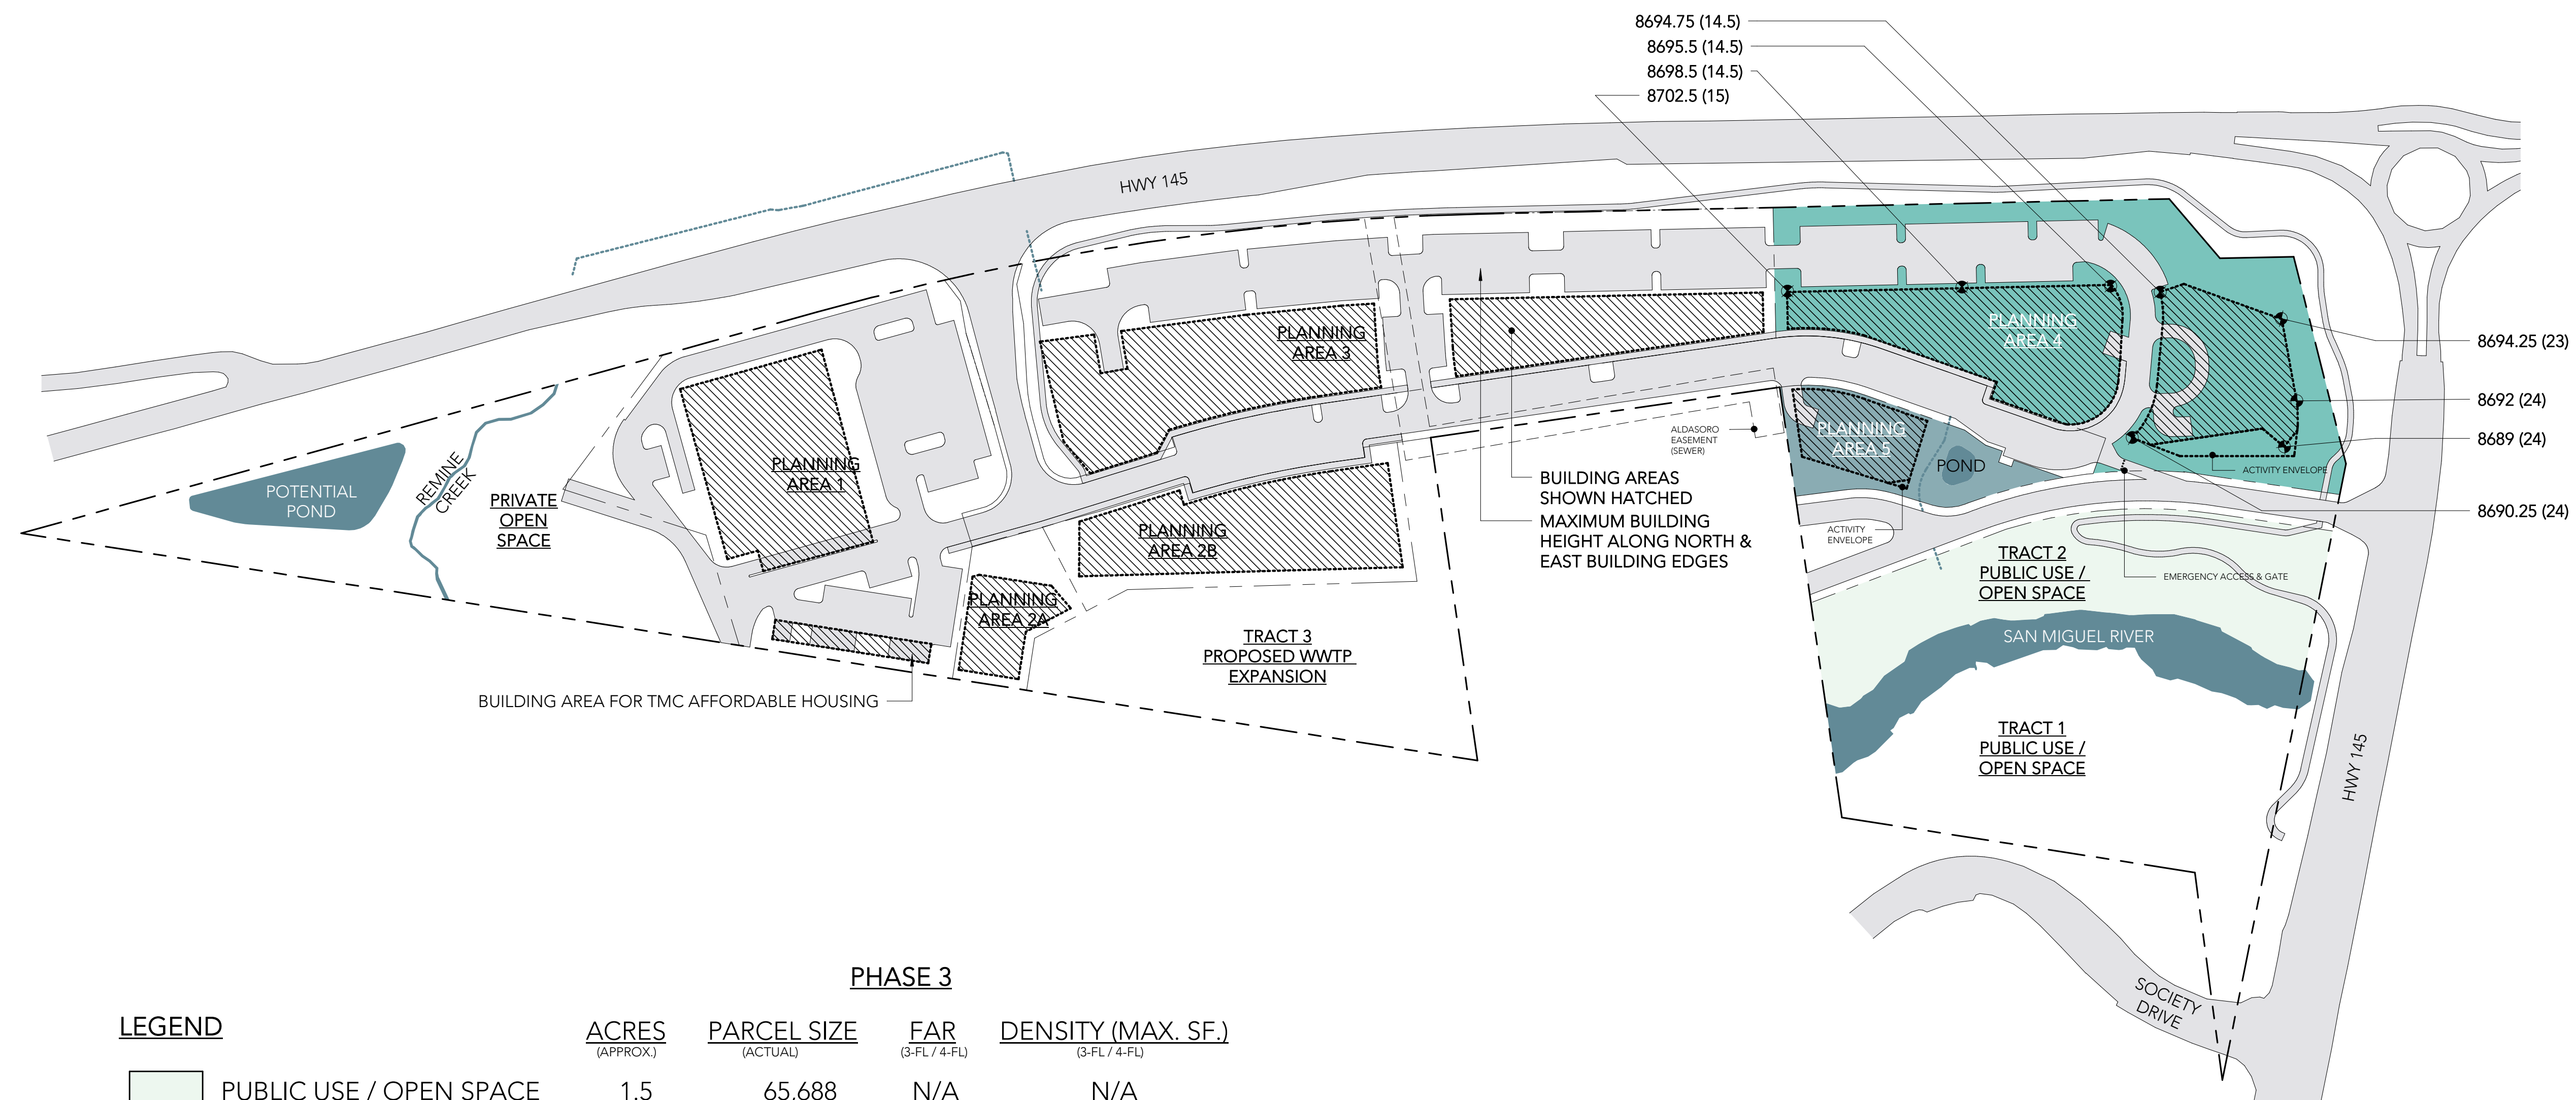 8694.75 (14.5)
8695.5 (14.5)
8698.5 (14.5)
8702.5 (15)
HWY 145
8694.25 (23)
8692 (24)
8689 (24)
8690.25 (24)
PLANNING
AREA 3
PLANNING
AREA 4
PLANNING
AREA 5
POND
ALDASORO
EASEMENT
(SEWER)
ACTIVITY ENVELOPE
ACTIVITY
ENVELOPE
EMERGENCY ACCESS & GATE
BUILDING AREAS
SHOWN HATCHED
MAXIMUM BUILDING
HEIGHT ALONG NORTH &
EAST BUILDING EDGES
POTENTIAL
POND
REMINE
CREEK
PRIVATE
OPEN
SPACE
PLANNING
AREA 1
PLANNING
AREA 2B
PLANNING
AREA 2A
TRACT 3
PROPOSED WWTP
EXPANSION
BUILDING AREA FOR TMC AFFORDABLE HOUSING
TRACT 2
PUBLIC USE /
OPEN SPACE
SAN MIGUEL RIVER
TRACT 1
PUBLIC USE /
OPEN SPACE
HWY 145
SOCIETY
DRIVE
PHASE 3
LEGEND
ACRES PARCEL SIZE FAR DENSITY (MAX. SF.)
(APPROX.) (ACTUAL) (3-FL / 4-FL) (3-FL / 4-FL)
PUBLIC USE / OPEN SPACE 1.5 65,688 N/A N/A